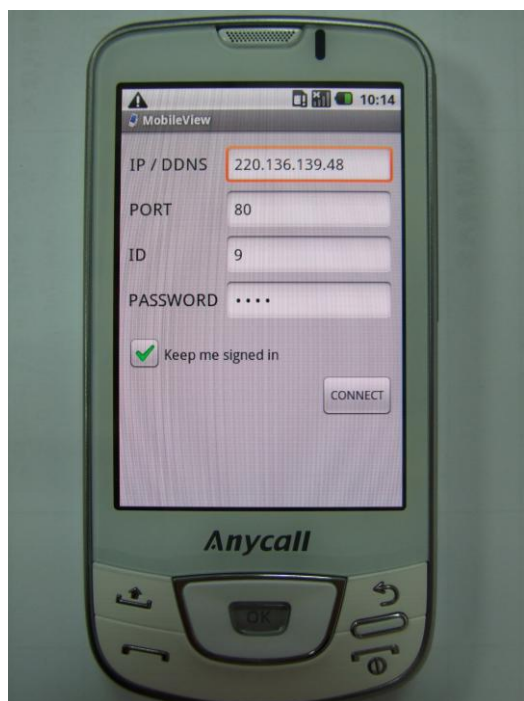 10:14
MobileView
IP / DDNS 220.136.139.48
PORT 80
ID 9
PASSWORD ••••
Keep me signed in
CONNECT
Anycall
OK